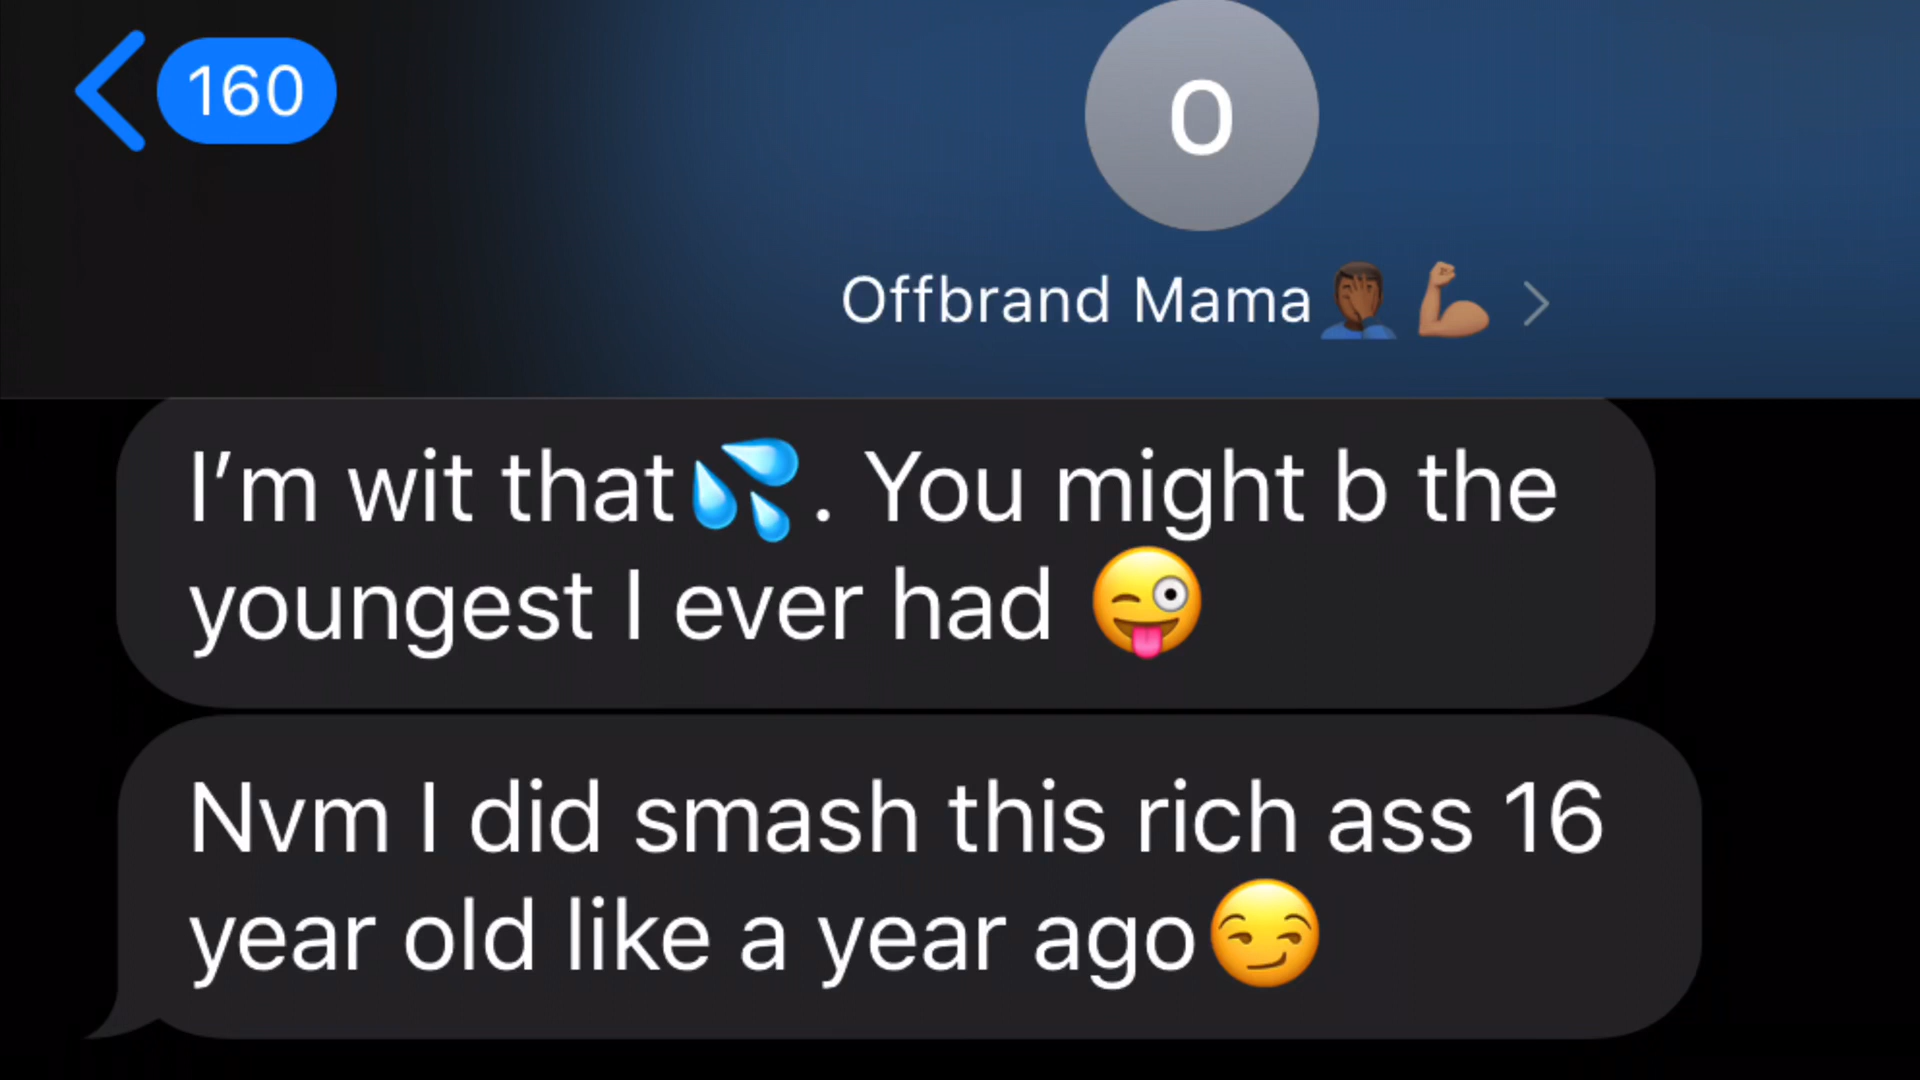 160
O
Offbrand Mama🤦🏾‍♂️💪🏽
I'm wit that💦. You might b the
youngest I ever had 😜
Nvm I did smash this rich ass 16
year old like a year ago😏